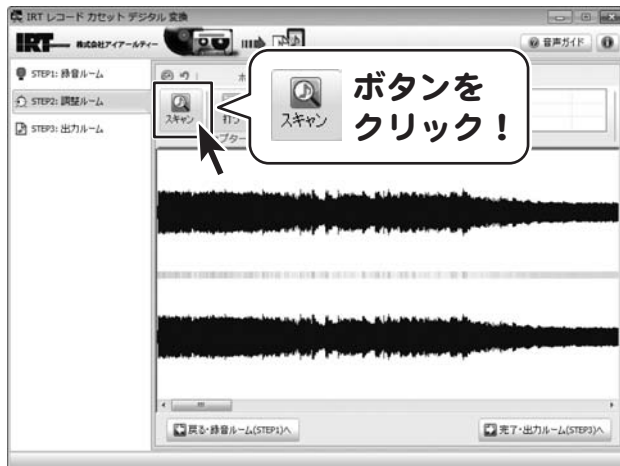 IRT レコード カセット デジタル 変換
IRT 株式会社アイアールティー
音声ガイド
STEP1: 録音ルーム
STEP2: 調整ルーム
STEP3: 出力ルーム
スキャン
スキャン
ボタンを
クリック！
戻る・録音ルーム(STEP1)へ
完了・出力ルーム(STEP3)へ